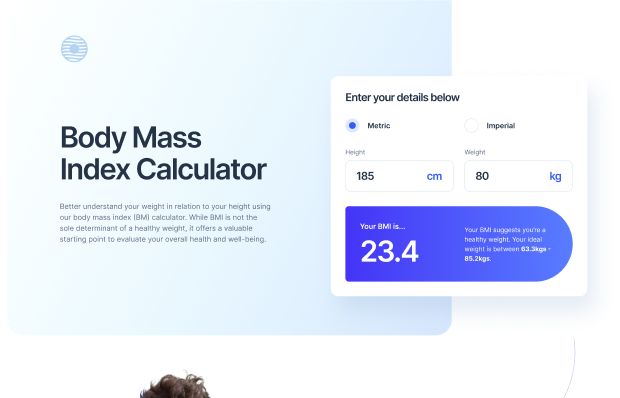 Body Mass
Index Calculator
Better understand your weight in relation to your height using
our body mass index (BM) calculator. While BMI is not the
sole determinant of a healthy weight, it offers a valuable
starting point to evaluate your overall health and well-being.
Enter your details below
Metric
Imperial
Height
Weight
185 cm
80 kg
Your BMI is...
23.4
Your BMI suggests you're a
healthy weight. Your ideal
weight is between 63.3kgs -
85.2kgs.